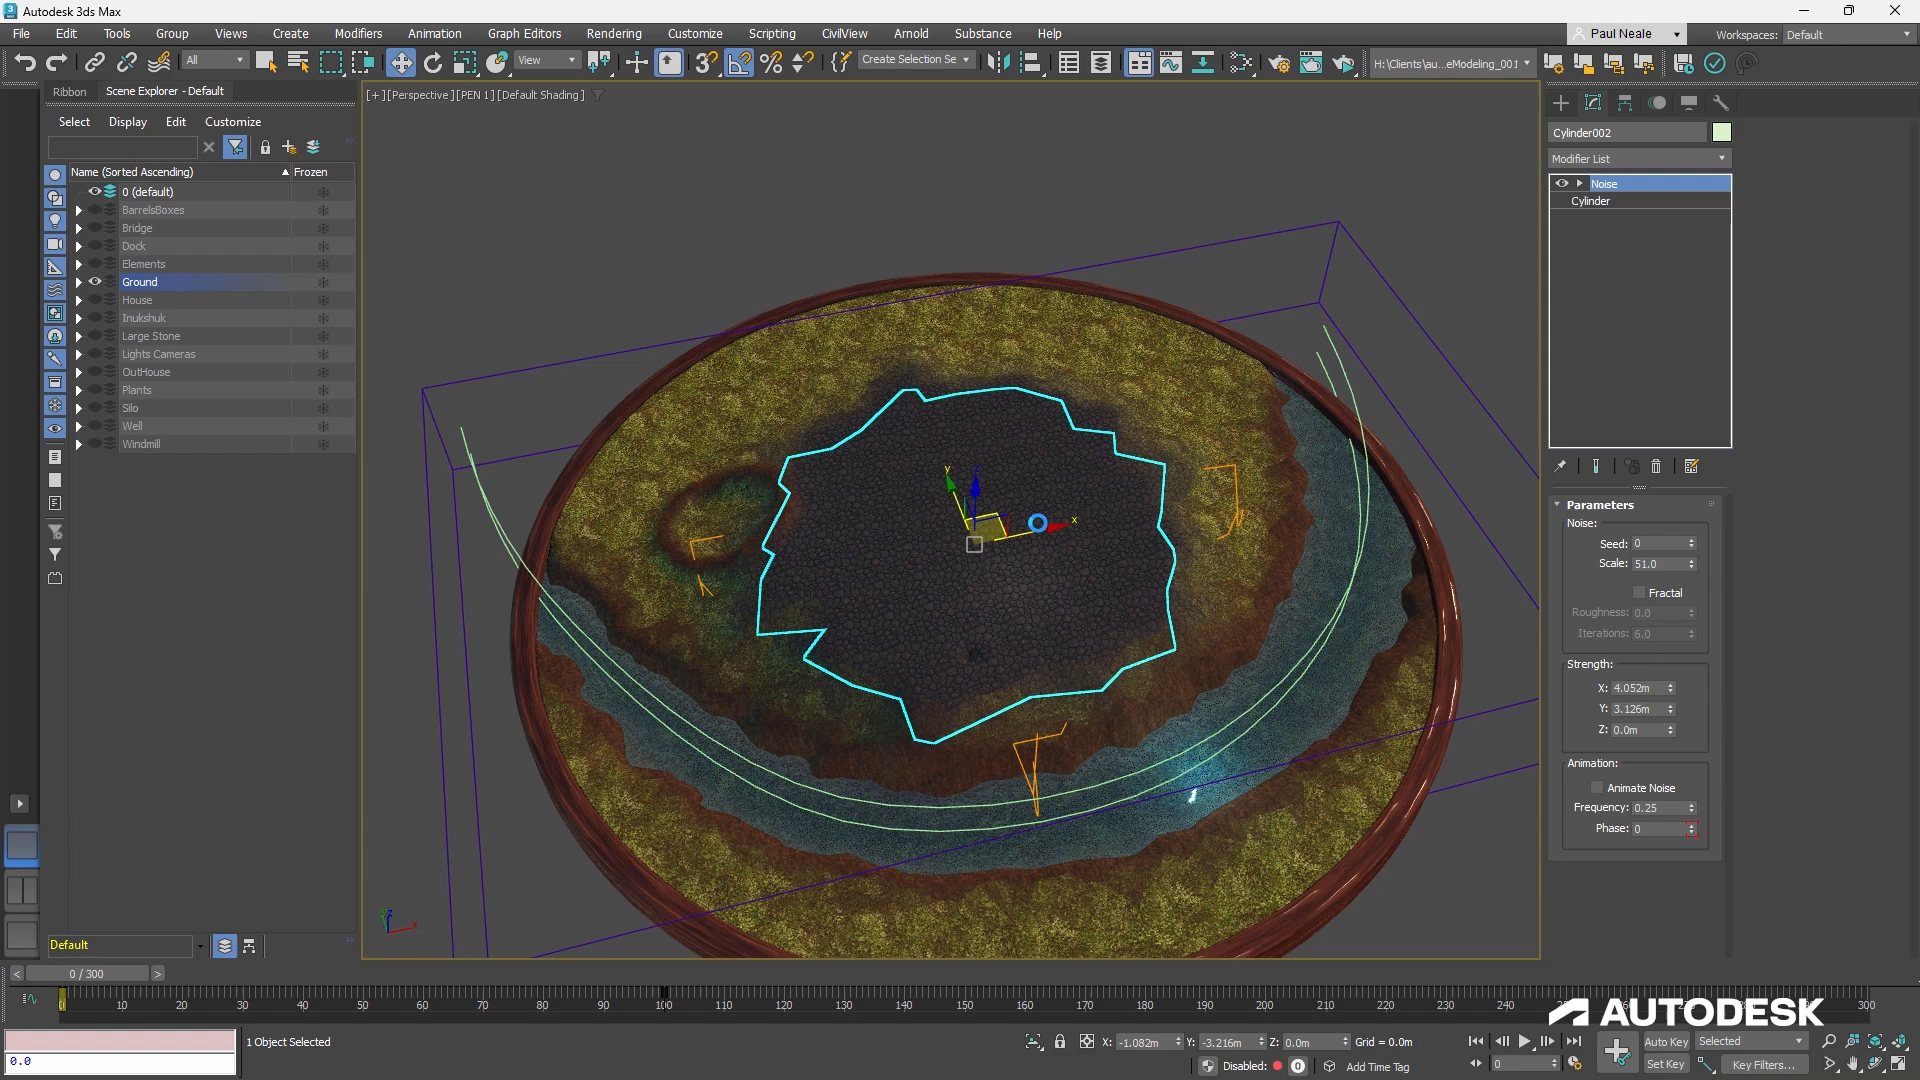 Autodesk 3ds Max
File Edit Tools Group Views Create Modifiers Animation Graph Editors Rendering Customize Scripting CivilView Arnold Substance Help
Paul Neale Workspaces: Default
All View Create Selection Se H:\Clients\au...eModeling_001
Ribbon Scene Explorer - Default
[+][Perspective][PEN 1][Default Shading]
Select Display Edit Customize
Name (Sorted Ascending) Frozen
0 (default)
BarrelsBoxes
Bridge
Dock
Elements
Ground
House
Inukshuk
Large Stone
Lights Cameras
OutHouse
Plants
Silo
Well
Windmill
y
x
Cylinder002
Modifier List
Noise
Cylinder
Parameters
Noise:
Seed: 0
Scale: 51.0
Fractal
Roughness: 0.0
Iterations: 6.0
Strength:
X: 4.052m
Y: 3.126m
Z: 0.0m
Animation:
Animate Noise
Frequency: 0.25
Phase: 0
Default
< 0 / 300 >
10 20 30 40 50 60 70 80 90 100 110 120 130 140 150 160 170 180 190 200 210 220 230 240 300
AUTODESK
0.0
1 Object Selected
X: -1.082m Y: -3.216m Z: 0.0m Grid = 0.0m
Disabled: 0 Add Time Tag
0
Auto Key Selected
Set Key Key Filters...